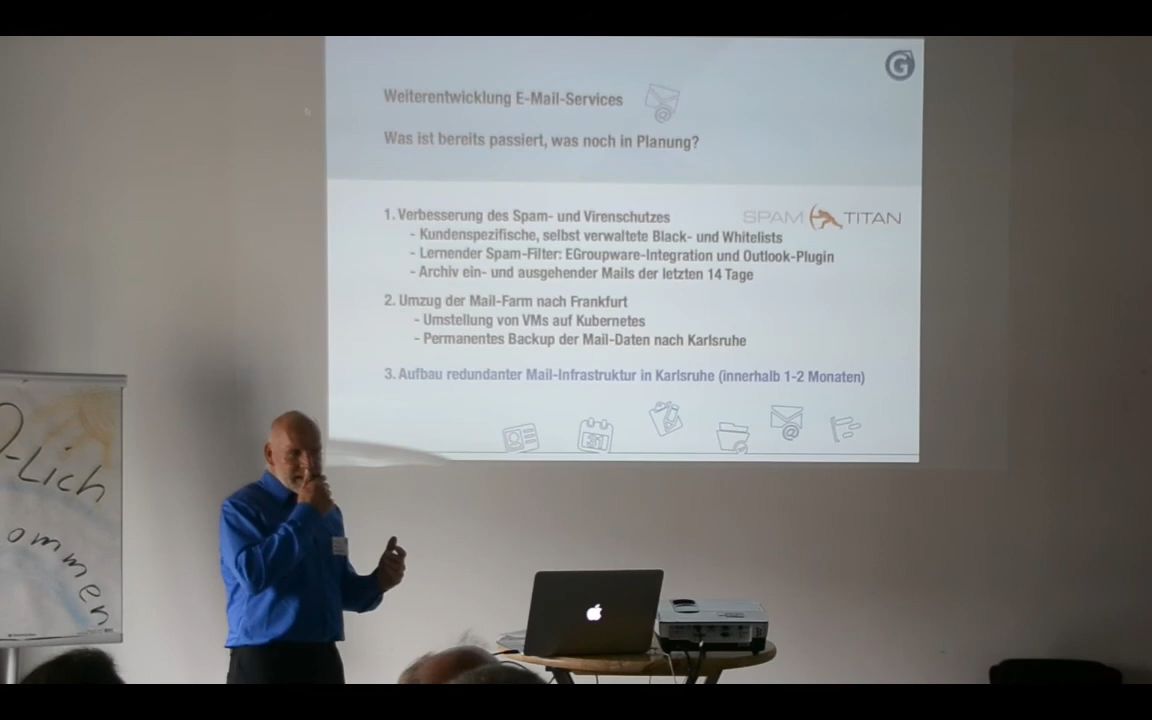 G
Weiterentwicklung E-Mail-Services
Was ist bereits passiert, was noch in Planung?
1. Verbesserung des Spam- und Virenschutzes
SPAM TITAN
- Kundenspezifische, selbst verwaltete Black- und Whitelists
- Lernender Spam-Filter: EGroupware-Integration und Outlook-Plugin
- Archiv ein- und ausgehender Mails der letzten 14 Tage
2. Umzug der Mail-Farm nach Frankfurt
- Umstellung von VMs auf Kubernetes
- Permanentes Backup der Mail-Daten nach Karlsruhe
3. Aufbau redundanter Mail-Infrastruktur in Karlsruhe (innerhalb 1-2 Monaten)
31
-Lich
ommen